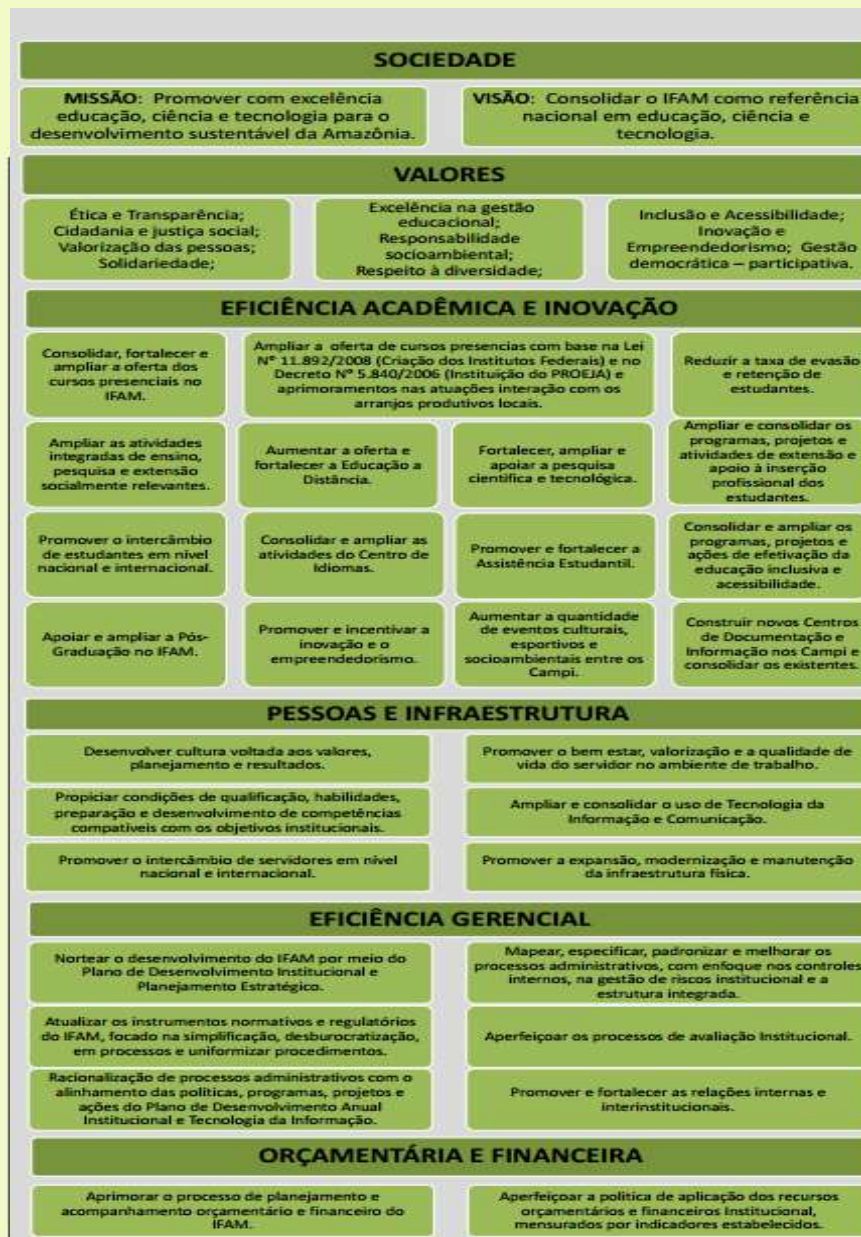 SOCIEDADE
MISSÃO: Promover com excelência
educação, ciência e tecnologia para o
desenvolvimento sustentável da Amazônia.
VISÃO: Consolidar o IFAM como referência
nacional em educação, ciência e
tecnologia.
VALORES
Ética e Transparência;
Cidadania e justiça social;
Valorização das pessoas;
Solidariedade;
Excelência na gestão
educacional;
Responsabilidade
socioambiental;
Respeito à diversidade;
Inclusão e Acessibilidade;
Inovação e
Empreendedorismo; Gestão
democrática – participativa.
EFICIÊNCIA ACADÊMICA E INOVAÇÃO
Consolidar, fortalecer e
ampliar a oferta dos
cursos presenciais no
IFAM.
Ampliar a oferta de cursos presencias com base na Lei
Nº 11.892/2008 (Criação dos Institutos Federais) e no
Decreto Nº 5.840/2006 (Instituição do PROEJA) e
aprimoramentos nas atuações interação com os
arranjos produtivos locais.
Reduzir a taxa de evasão
e retenção de
estudantes.
Ampliar as atividades
integradas de ensino,
pesquisa e extensão
socialmente relevantes.
Aumentar a oferta e
fortalecer a Educação a
Distância.
Fortalecer, ampliar e
apoiar a pesquisa
científica e tecnológica.
Ampliar e consolidar os
programas, projetos e
atividades de extensão e
apoio à inserção
profissional dos
estudantes.
Promover o intercâmbio
de estudantes em nível
nacional e internacional.
Consolidar e ampliar as
atividades do Centro de
Idiomas.
Promover e fortalecer a
Assistência Estudantil.
Consolidar e ampliar os
programas, projetos e
ações de efetivação da
educação inclusiva e
acessibilidade.
Apoiar e ampliar a Pós-
Graduação no IFAM.
Promover e incentivar a
inovação e o
empreendedorismo.
Aumentar a quantidade
de eventos culturais,
esportivos e
socioambientais entre os
Campi.
Construir novos Centros
de Documentação e
Informação nos Campi e
consolidar os existentes.
PESSOAS E INFRAESTRUTURA
Desenvolver cultura voltada aos valores,
planejamento e resultados.
Promover o bem estar, valorização e a qualidade de
vida do servidor no ambiente de trabalho.
Propiciar condições de qualificação, habilidades,
preparação e desenvolvimento de competências
compatíveis com os objetivos institucionais.
Ampliar e consolidar o uso de Tecnologia da
Informação e Comunicação.
Promover o intercâmbio de servidores em nível
nacional e internacional.
Promover a expansão, modernização e manutenção
da infraestrutura física.
EFICIÊNCIA GERENCIAL
Nortear o desenvolvimento do IFAM por meio do
Plano de Desenvolvimento Institucional e
Planejamento Estratégico.
Mapear, especificar, padronizar e melhorar os
processos administrativos, com enfoque nos controles
internos, na gestão de riscos institucional e a
estrutura integrada.
Atualizar os instrumentos normativos e regulatórios
do IFAM, focado na simplificação, desburocratização,
em processos e uniformizar procedimentos.
Aperfeiçoar os processos de avaliação Institucional.
Racionalização de processos administrativos com o
alinhamento das políticas, programas, projetos e
ações do Plano de Desenvolvimento Anual
Institucional e Tecnologia da Informação.
Promover e fortalecer as relações internas e
interinstitucionais.
ORÇAMENTÁRIA E FINANCEIRA
Aprimorar o processo de planejamento e
acompanhamento orçamentário e financeiro do
IFAM.
Aperfeiçoar a política de aplicação dos recursos
orçamentários e financeiros Institucional,
mensurados por indicadores estabelecidos.